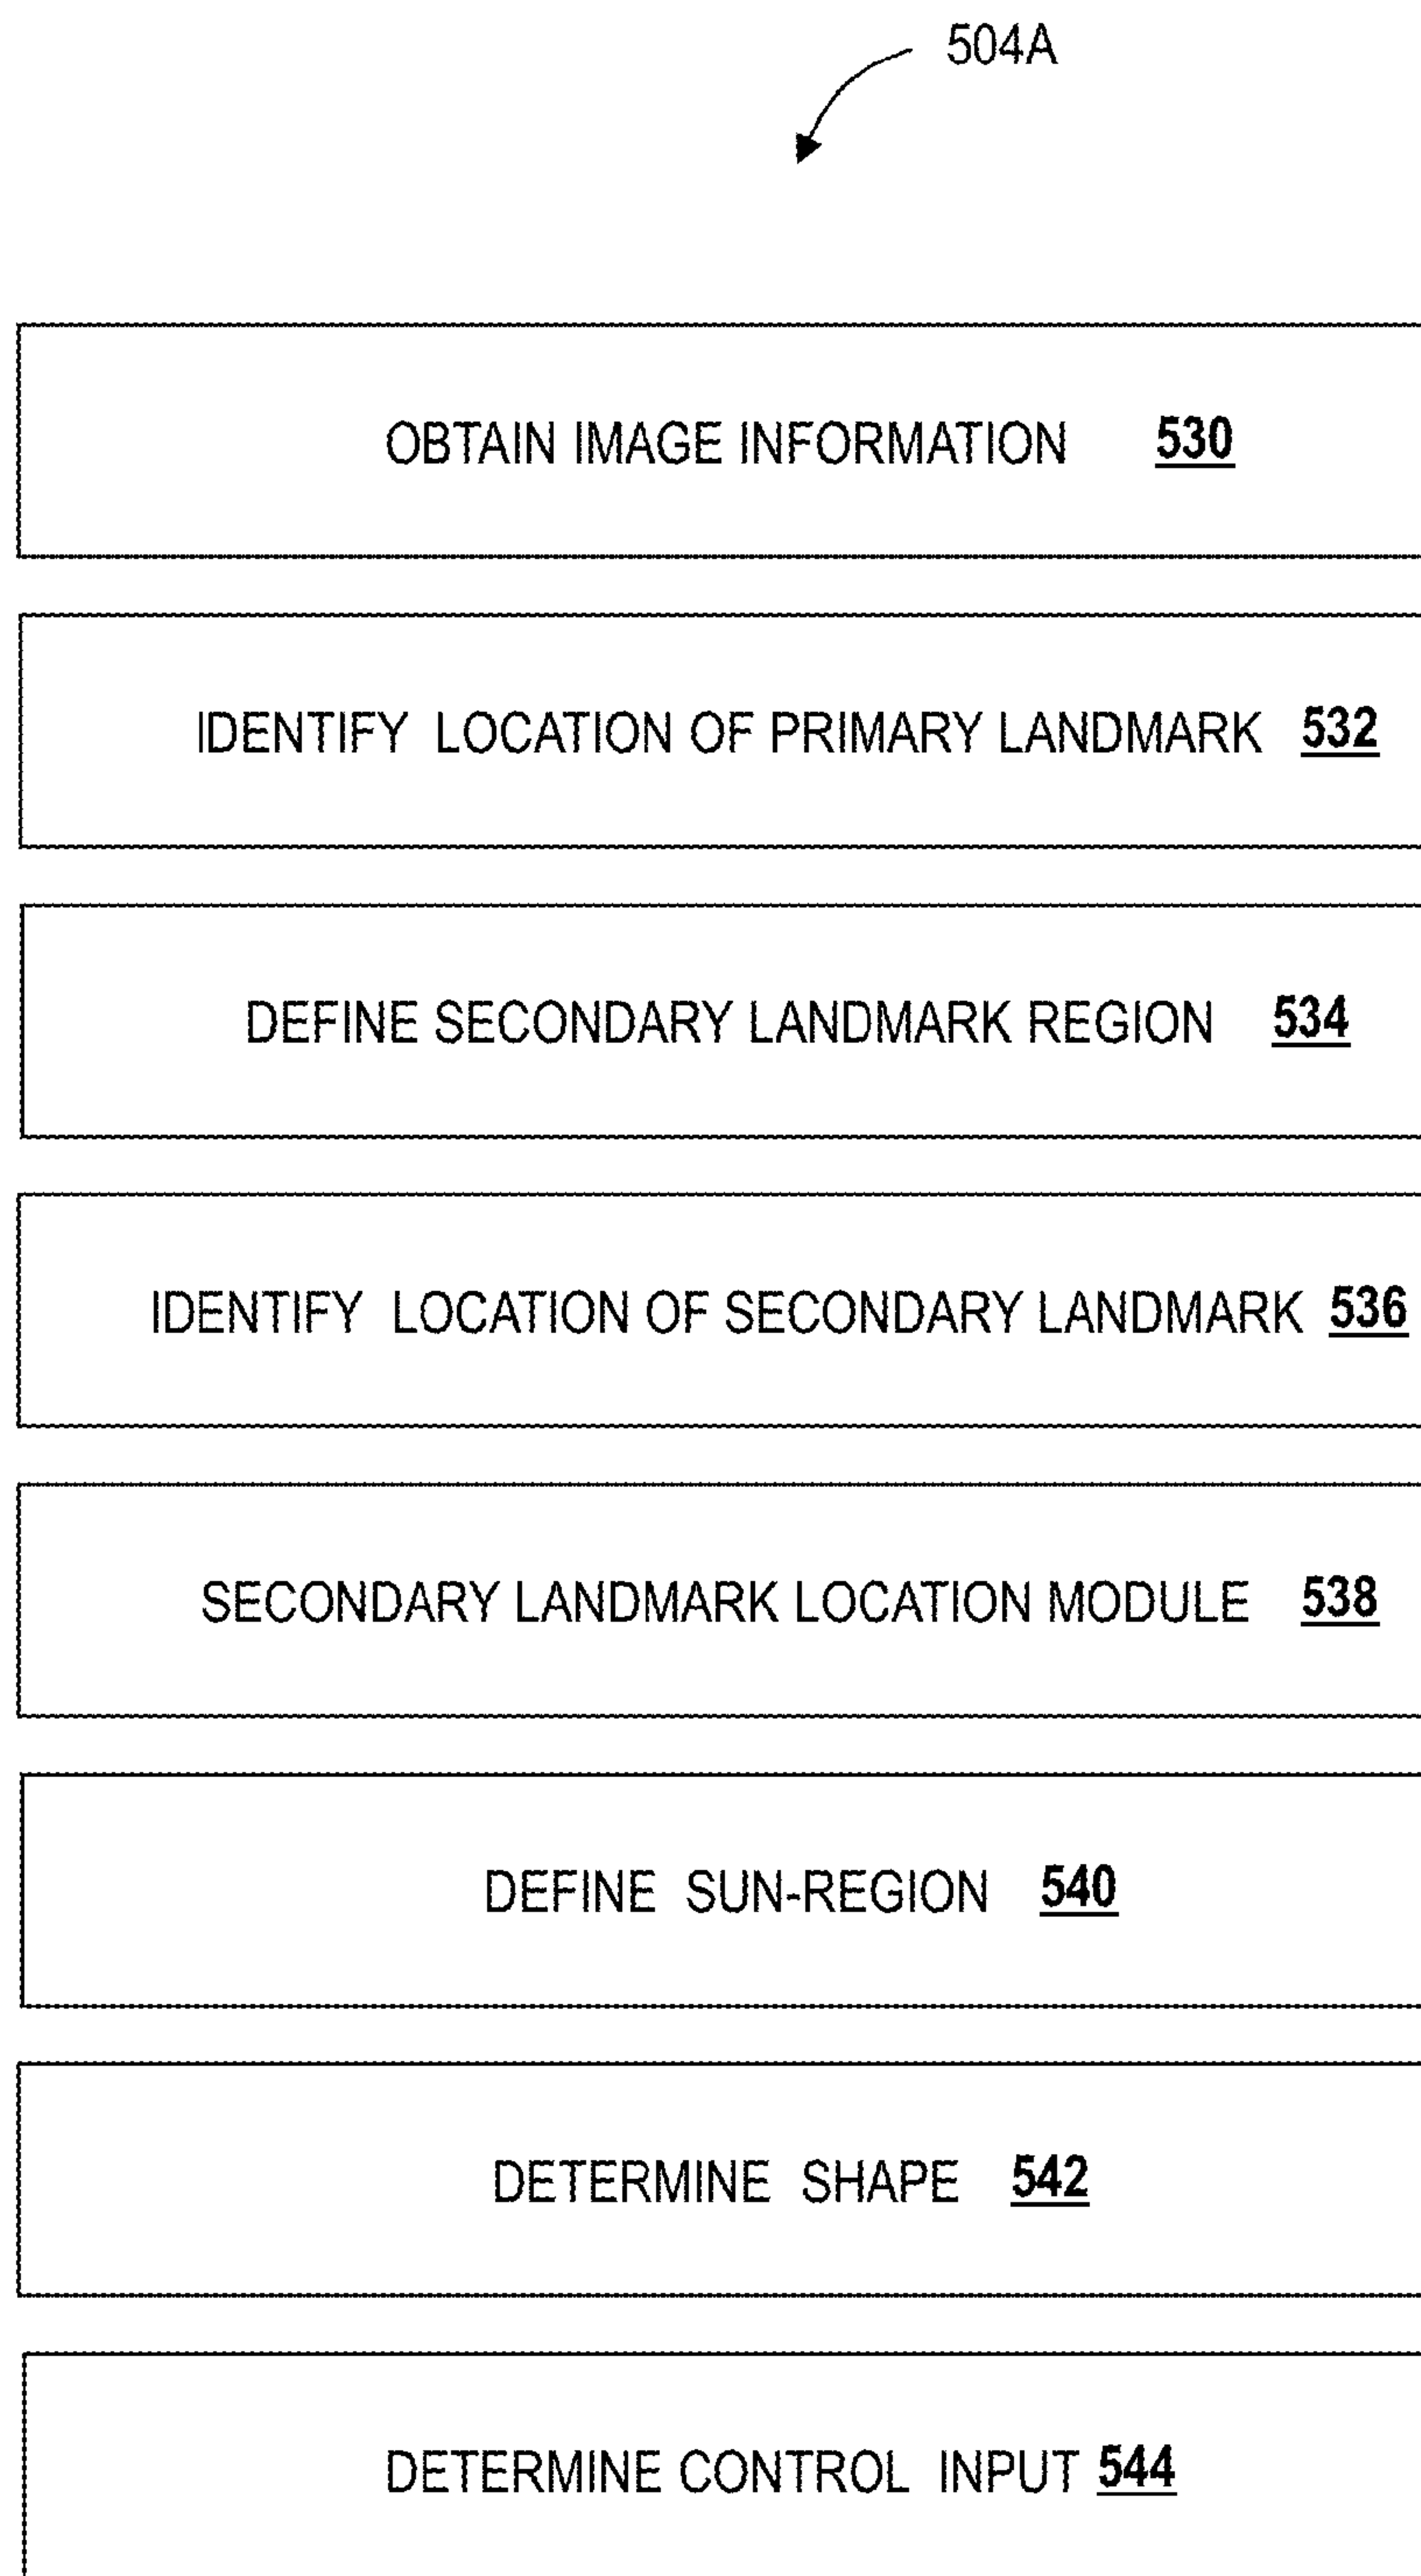 504A
OBTAIN IMAGE INFORMATION 530
IDENTIFY LOCATION OF PRIMARY LANDMARK 532
DEFINE SECONDARY LANDMARK REGION 534
IDENTIFY LOCATION OF SECONDARY LANDMARK 536
SECONDARY LANDMARK LOCATION MODULE 538
DEFINE SUN-REGION 540
DETERMINE SHAPE 542
DETERMINE CONTROL INPUT 544